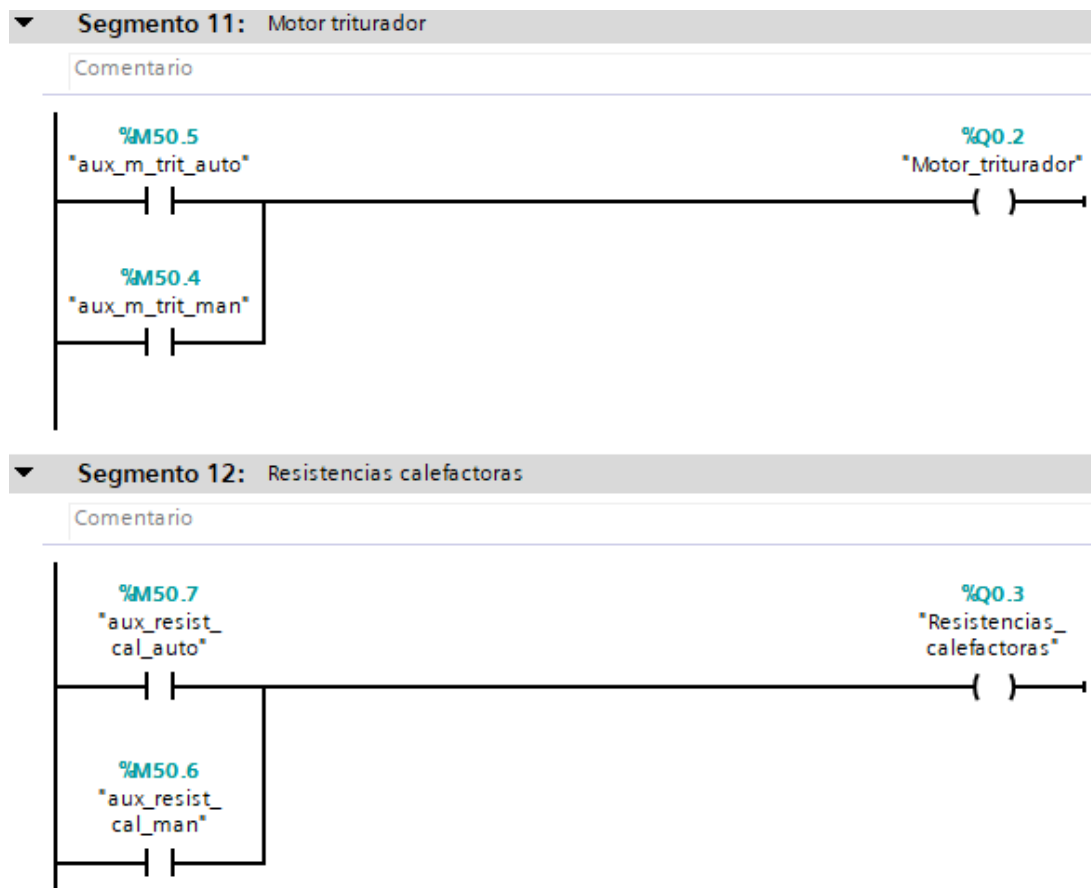 Segmento 11: Motor triturador
Comentario
%M50.5
"aux_m_trit_auto"
%Q0.2
"Motor_triturador"
%M50.4
"aux_m_trit_man"
Segmento 12: Resistencias calefactoras
Comentario
%M50.7
"aux_resist_
cal_auto"
%Q0.3
"Resistencias_
calefactoras"
%M50.6
"aux_resist_
cal_man"